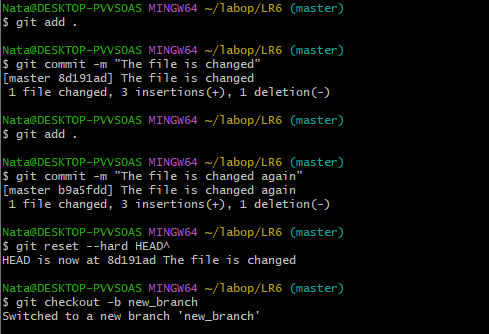 Nata@DESKTOP-PVVSOAS MINGW64 ~/labop/LR6 (master)
$ git add .
Nata@DESKTOP-PVVSOAS MINGW64 ~/labop/LR6 (master)
$ git commit -m "The file is changed"
[master 8d191ad] The file is changed
 1 file changed, 3 insertions(+), 1 deletion(-)
Nata@DESKTOP-PVVSOAS MINGW64 ~/labop/LR6 (master)
$ git add .
Nata@DESKTOP-PVVSOAS MINGW64 ~/labop/LR6 (master)
$ git commit -m "The file is changed again"
[master b9a5fdd] The file is changed again
 1 file changed, 3 insertions(+), 1 deletion(-)
Nata@DESKTOP-PVVSOAS MINGW64 ~/labop/LR6 (master)
$ git reset --hard HEAD^
HEAD is now at 8d191ad The file is changed
Nata@DESKTOP-PVVSOAS MINGW64 ~/labop/LR6 (master)
$ git checkout -b new_branch
Switched to a new branch 'new_branch'